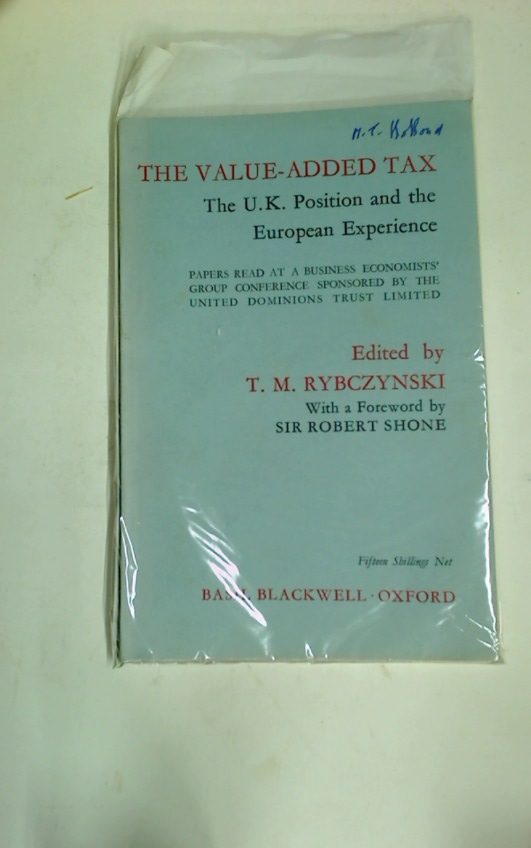 THE VALUE-ADDED TAX
The U.K. Position and the
European Experience
PAPERS READ AT A BUSINESS ECONOMISTS'
GROUP CONFERENCE SPONSORED BY THE
UNITED DOMINIONS TRUST LIMITED
Edited by
T. M. RYBCZYNSKI
With a Foreword by
SIR ROBERT SHONE
Fifteen Shillings Net
BASIL BLACKWELL · OXFORD